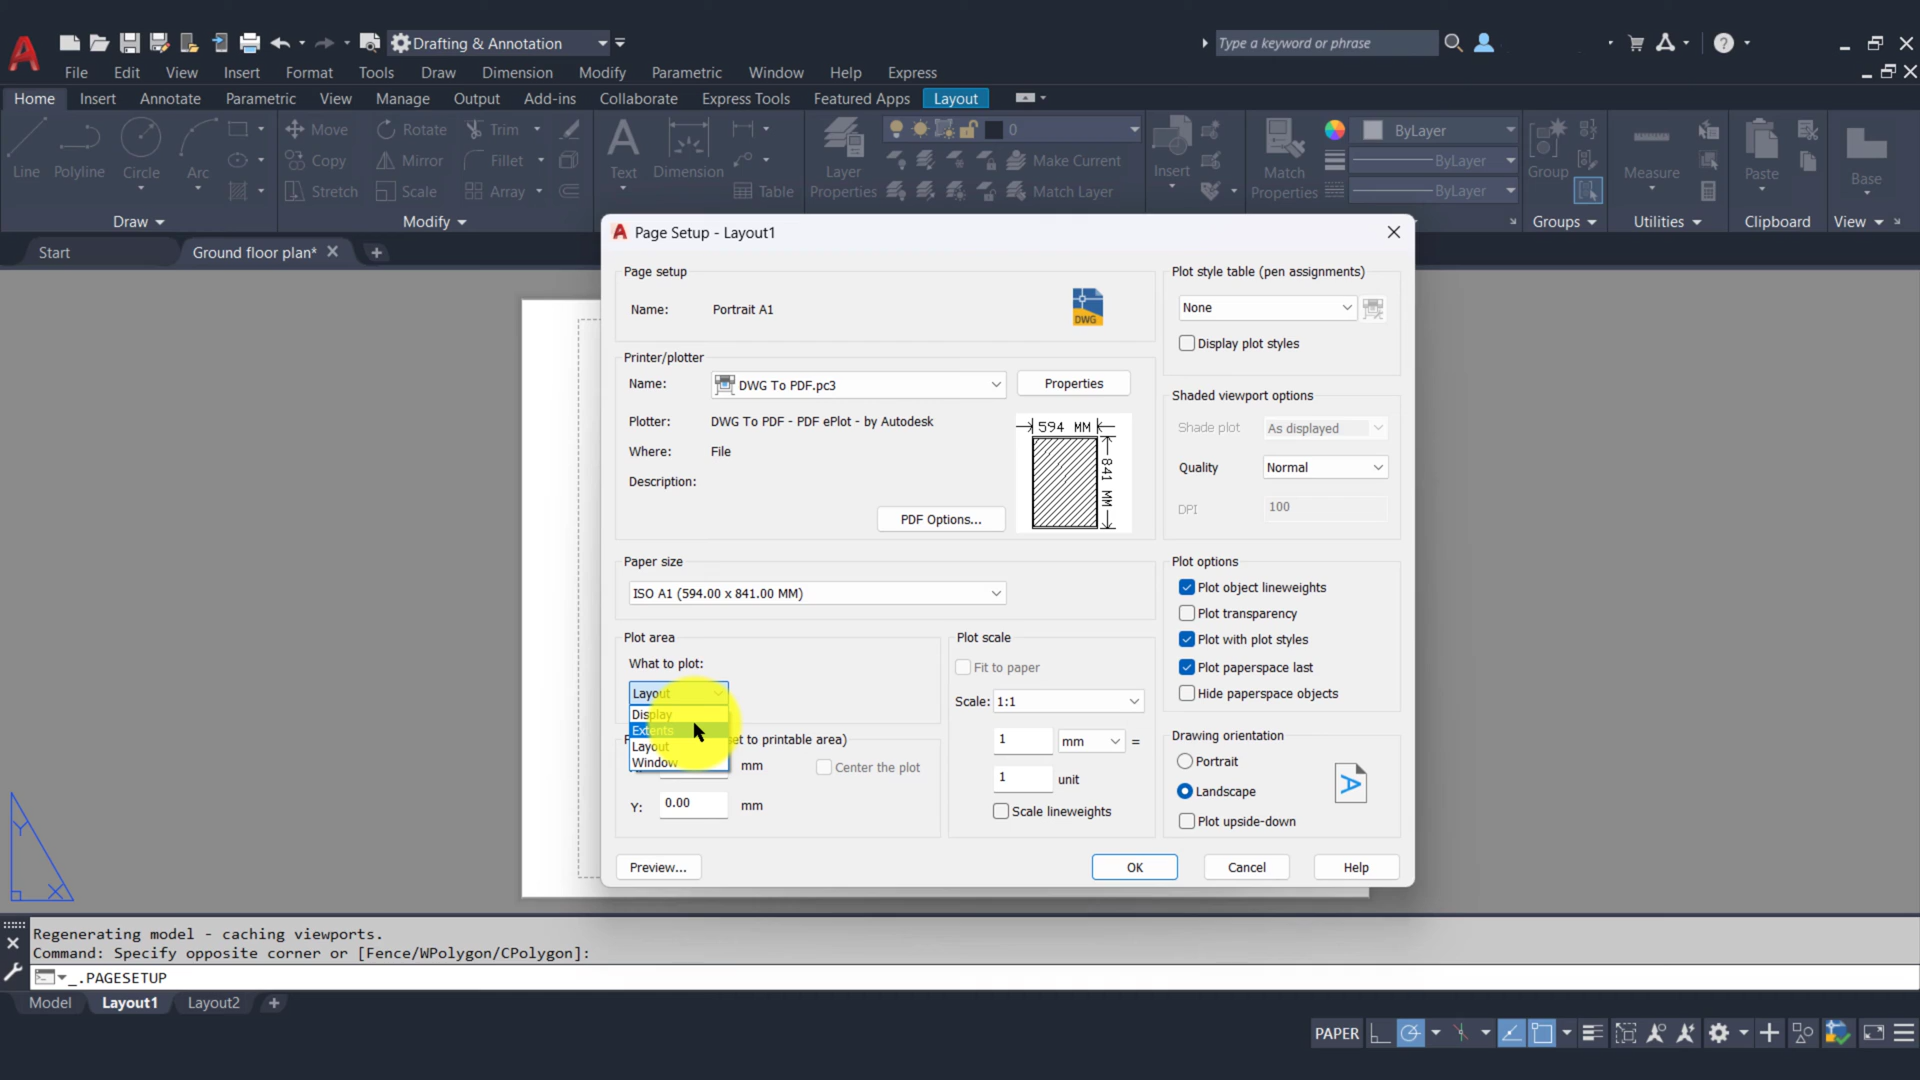 Drafting & Annotation
Type a keyword or phrase
File Edit View Insert Format Tools Draw Dimension Modify Parametric Window Help Express
Home Insert Annotate Parametric View Manage Output Add-ins Collaborate Express Tools Featured Apps Layout
Line Polyline Circle Arc
Move Rotate Trim
Copy Mirror Fillet
Stretch Scale Array
Text Dimension Table
Layer Properties
0
Make Current
Match Layer
Insert
Match Properties
ByLayer
ByLayer
ByLayer
Group Measure Paste Base
Draw Modify Groups Utilities Clipboard View
Start Ground floor plan*
Page Setup - Layout1
Page setup
Name: Portrait A1
DWG
Printer/plotter
Name: DWG To PDF.pc3 Properties
Plotter: DWG To PDF - PDF ePlot - by Autodesk
Where: File
Description:
594 MM
841 MM
PDF Options...
Paper size
ISO A1 (594.00 x 841.00 MM)
Plot area
What to plot:
Layout
Display
Extents
Layout
Window
set to printable area)
mm Center the plot
Y: 0.00 mm
Plot scale
Fit to paper
Scale: 1:1
1 mm =
1 unit
Scale lineweights
Plot style table (pen assignments)
None
Display plot styles
Shaded viewport options
Shade plot As displayed
Quality Normal
DPI 100
Plot options
Plot object lineweights
Plot transparency
Plot with plot styles
Plot paperspace last
Hide paperspace objects
Drawing orientation
Portrait
Landscape
Plot upside-down
A
Preview... OK Cancel Help
Y
X
Regenerating model - caching viewports.
Command: Specify opposite corner or [Fence/WPolygon/CPolygon]:
_.PAGESETUP
Model Layout1 Layout2
PAPER